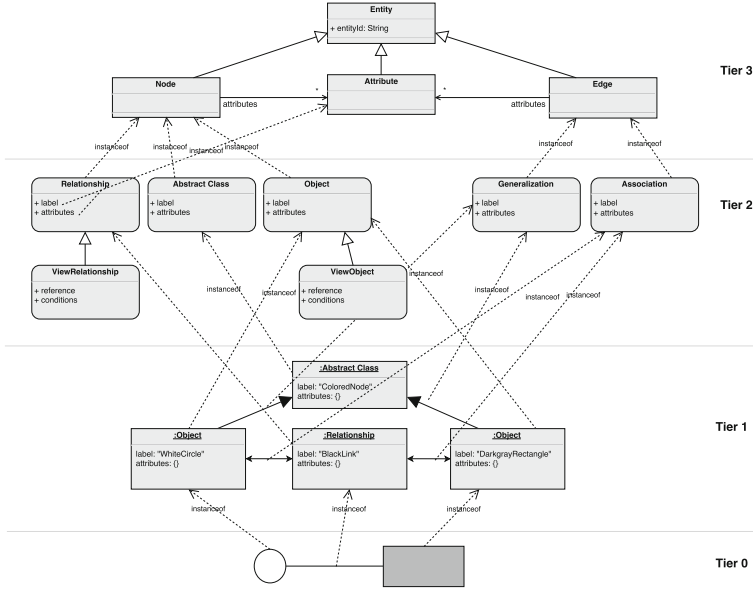 Entity
+ entityId: String
Tier 3
Node
Attribute
Edge
*
*
attributes
attributes
instanceof
instanceof
instanceof
instanceof
instanceof
instanceof
Relationship
+ label
+ attributes
Abstract Class
+ label
+ attributes
Object
+ label
+ attributes
Generalization
+ label
+ attributes
Association
+ label
+ attributes
Tier 2
ViewRelationship
+ reference
+ conditions
ViewObject
+ reference
+ conditions
instanceof
instanceof
instanceof
instanceof
instanceof
instanceof
:Abstract Class
label: "ColoredNode"
attributes: {}
Tier 1
:Object
label: "WhiteCircle"
attributes: {}
:Relationship
label: "BlackLink"
attributes: {}
:Object
label: "DarkgrayRectangle"
attributes: {}
instanceof
instanceof
instanceof
Tier 0